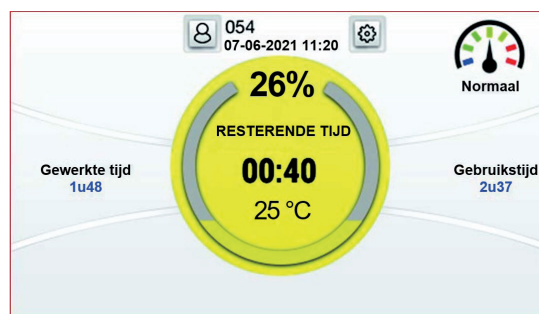 054
07-06-2021 11:20
Normaal
26%
RESTERENDE TIJD
00:40
25 °C
Gewerkte tijd
1u48
Gebruikstijd
2u37